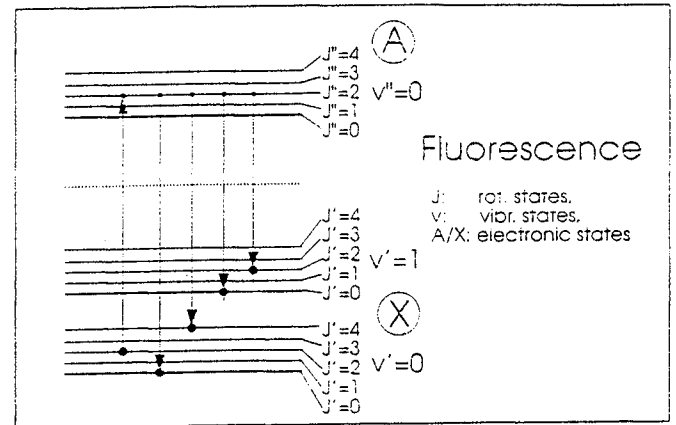 J"=4
A
J"=3
J"=2 v"=0
J"=1
J"=0
Fluorescence
J: rot. states,
v: vibr. states,
A/X: electronic states
J'=4
J'=3
J'=2 v'=1
J'=1
J'=0
X
J'=4
J'=3
J'=2 v'=0
J'=1
J'=0